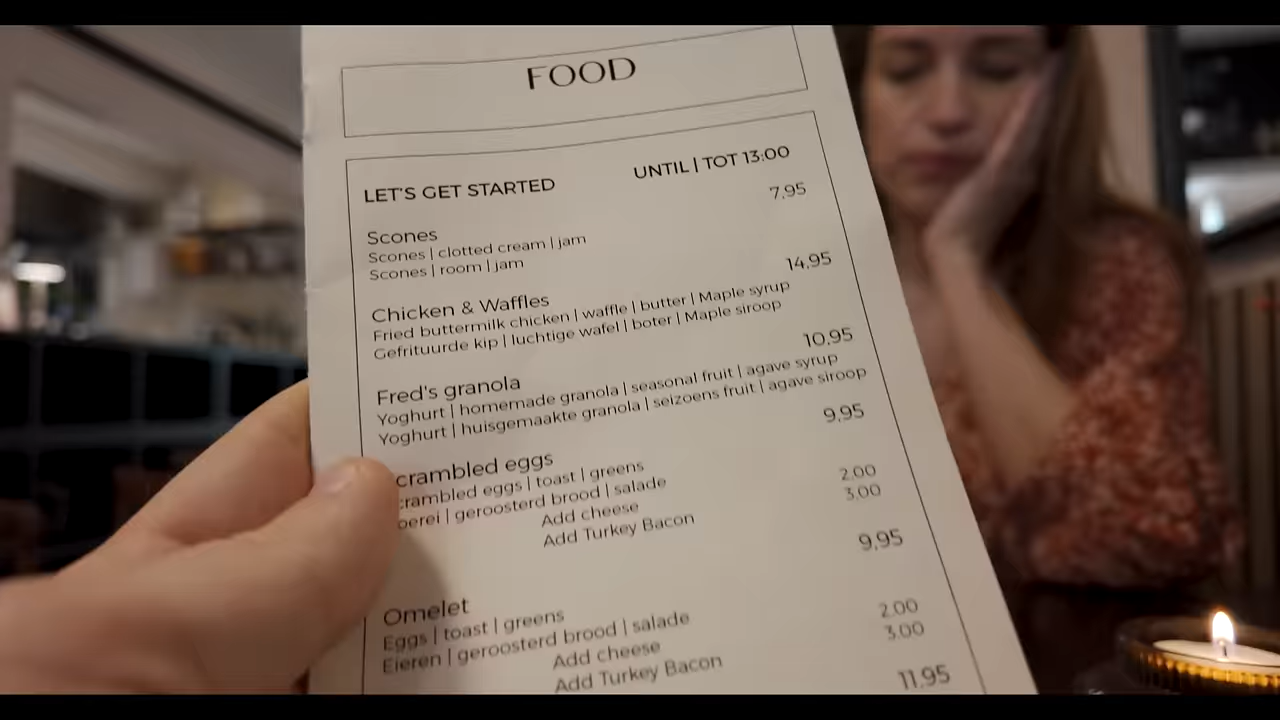 FOOD
LET'S GET STARTED UNTIL | TOT 13:00
7,95
Scones
Scones | clotted cream | jam
Scones | room | jam
14,95
Chicken & Waffles
Fried buttermilk chicken | waffle | butter | Maple syrup
Gefrituurde kip | luchtige wafel | boter | Maple siroop
10,95
Fred's granola
Yoghurt | homemade granola | seasonal fruit | agave syrup
Yoghurt | huisgemaakte granola | seizoens fruit | agave siroop
9,95
crambled eggs
crambled eggs | toast | greens
oerei | geroosterd brood | salade
Add cheese 2.00
Add Turkey Bacon 3.00
9,95
Omelet
Eggs | toast | greens
Eieren | geroosterd brood | salade
Add cheese 2.00
Add Turkey Bacon 3.00
11,95